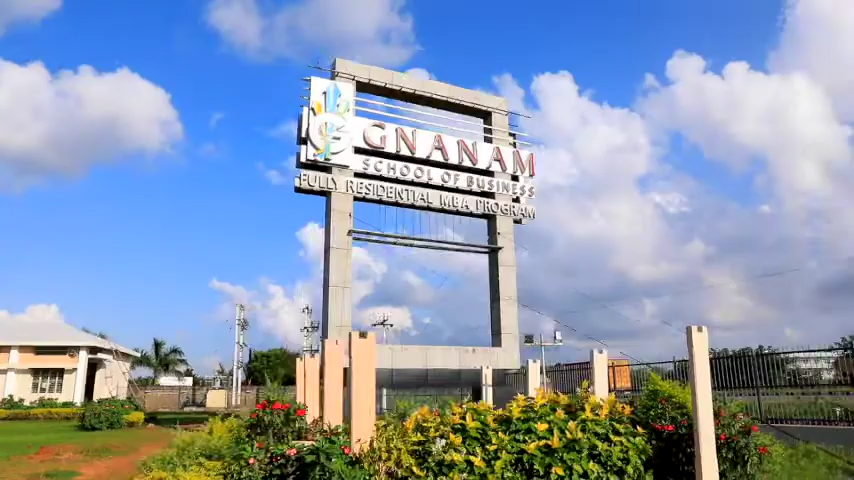 GNANAM
SCHOOL OF BUSINESS
FULLY RESIDENTIAL MBA PROGRAM